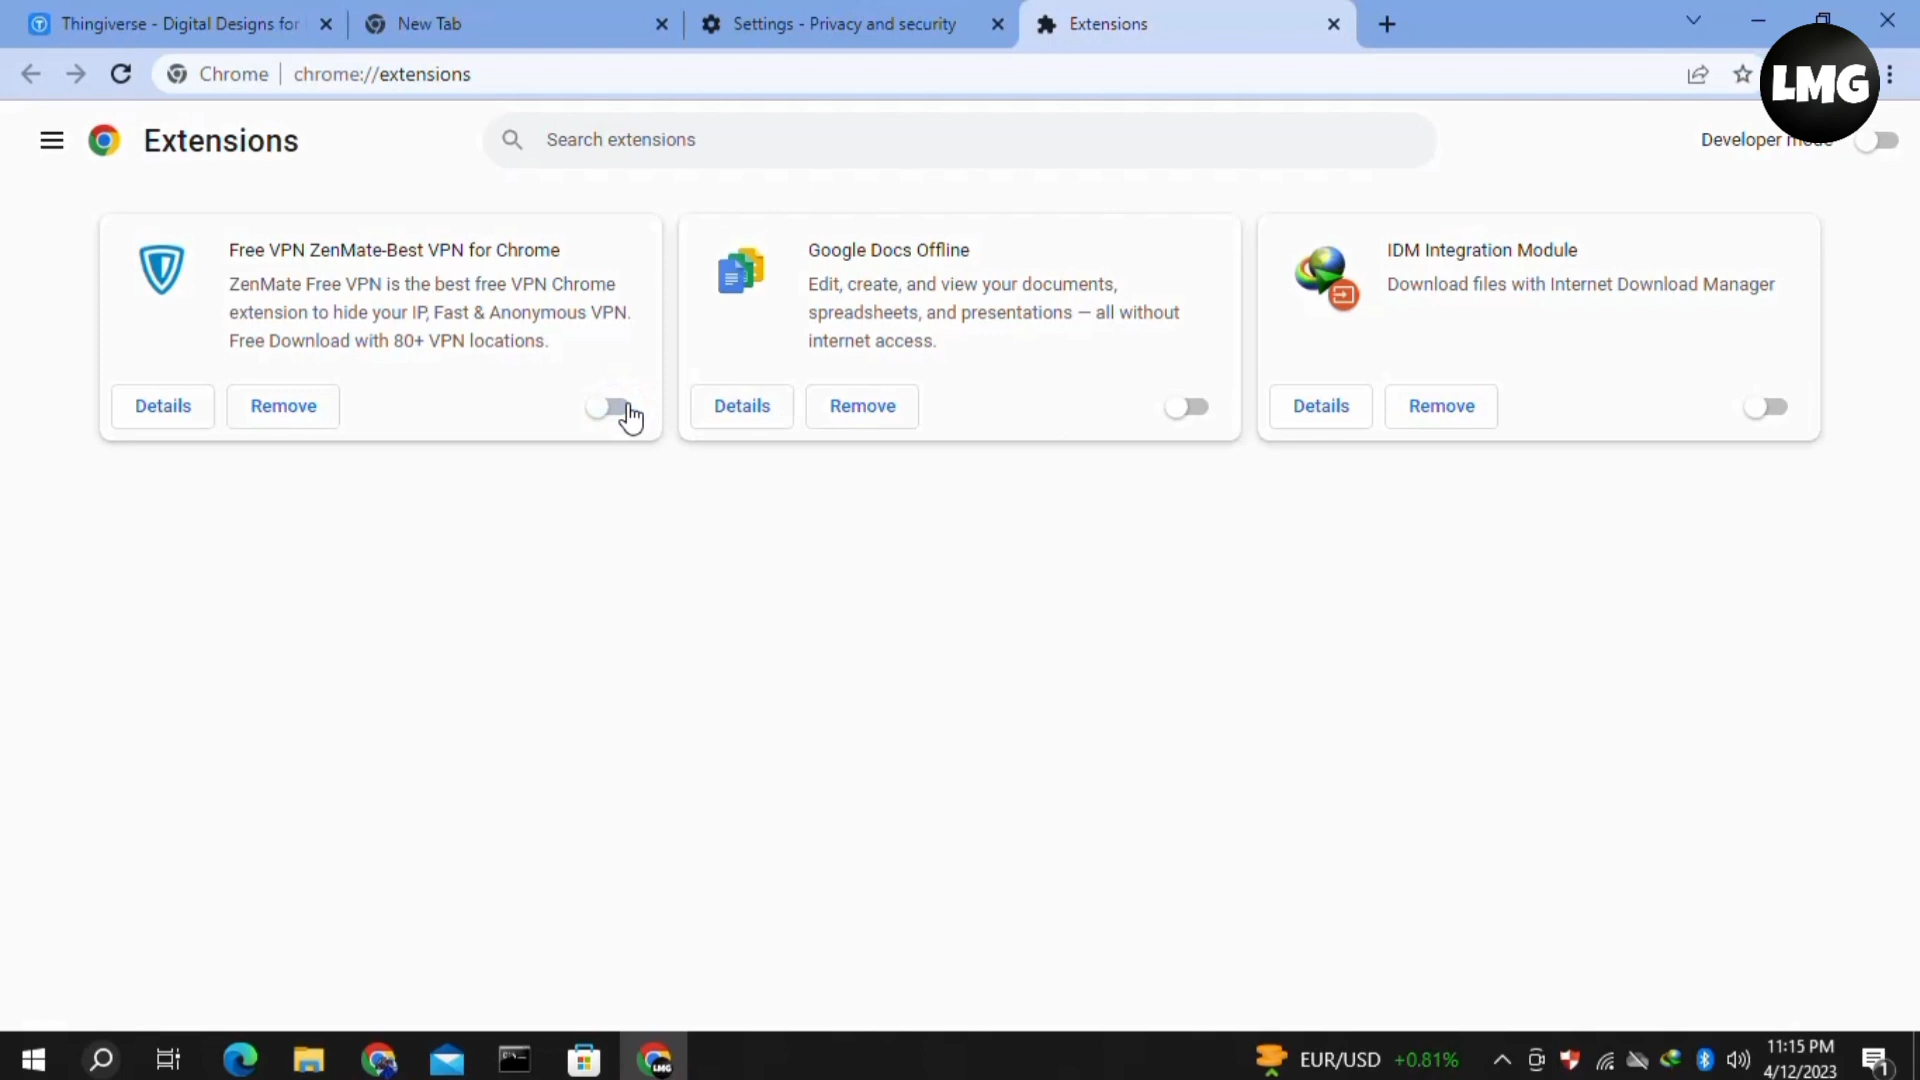 Thingiverse - Digital Designs for
New Tab
Settings - Privacy and security
Extensions
Chrome
chrome://extensions
LMG
Extensions
Search extensions
Developer mode
Free VPN ZenMate-Best VPN for Chrome
ZenMate Free VPN is the best free VPN Chrome
extension to hide your IP, Fast & Anonymous VPN.
Free Download with 80+ VPN locations.
Details
Remove
Google Docs Offline
Edit, create, and view your documents,
spreadsheets, and presentations — all without
internet access.
Details
Remove
IDM Integration Module
Download files with Internet Download Manager
Details
Remove
LMG
EUR/USD +0.81%
11:15 PM
4/12/2023
1